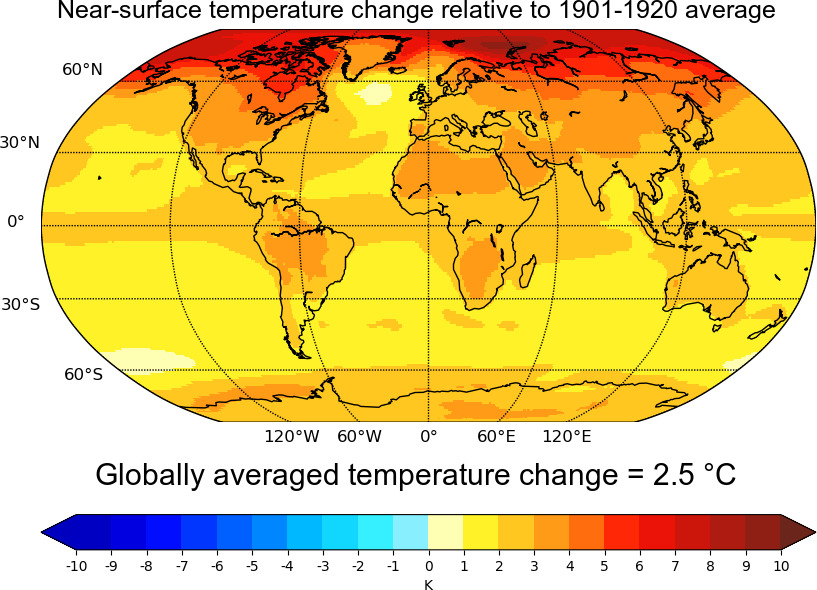 Near-surface temperature change relative to 1901-1920 average
60°N
30°N
0°
30°S
60°S
120°W 60°W 0° 60°E 120°E
Globally averaged temperature change = 2.5 °C
-10 -9 -8 -7 -6 -5 -4 -3 -2 -1 0 1 2 3 4 5 6 7 8 9 10
K